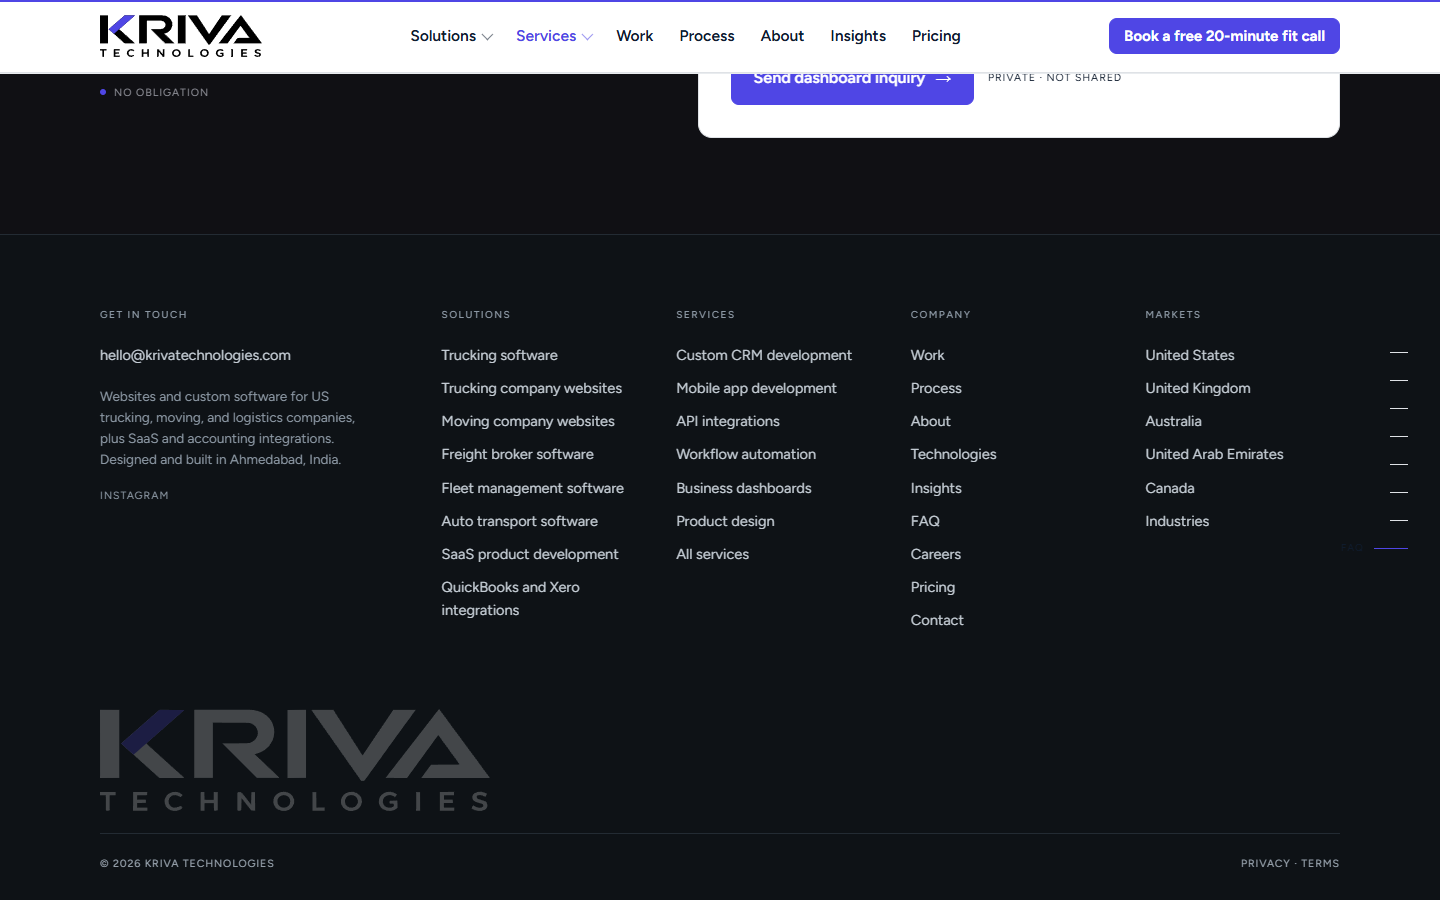 KRIVA
TECHNOLOGIES
Solutions
Services
Work
Process
About
Insights
Pricing
Book a free 20-minute fit call
NO OBLIGATION
Send dashboard inquiry →
PRIVATE · NOT SHARED
GET IN TOUCH
hello@krivatechnologies.com
Websites and custom software for US
trucking, moving, and logistics companies,
plus SaaS and accounting integrations.
Designed and built in Ahmedabad, India.
INSTAGRAM
SOLUTIONS
Trucking software
Trucking company websites
Moving company websites
Freight broker software
Fleet management software
Auto transport software
SaaS product development
QuickBooks and Xero
integrations
SERVICES
Custom CRM development
Mobile app development
API integrations
Workflow automation
Business dashboards
Product design
All services
COMPANY
Work
Process
About
Technologies
Insights
FAQ
Careers
Pricing
Contact
MARKETS
United States
United Kingdom
Australia
United Arab Emirates
Canada
Industries
FAQ
KRIVA
TECHNOLOGIES
© 2026 KRIVA TECHNOLOGIES
PRIVACY · TERMS